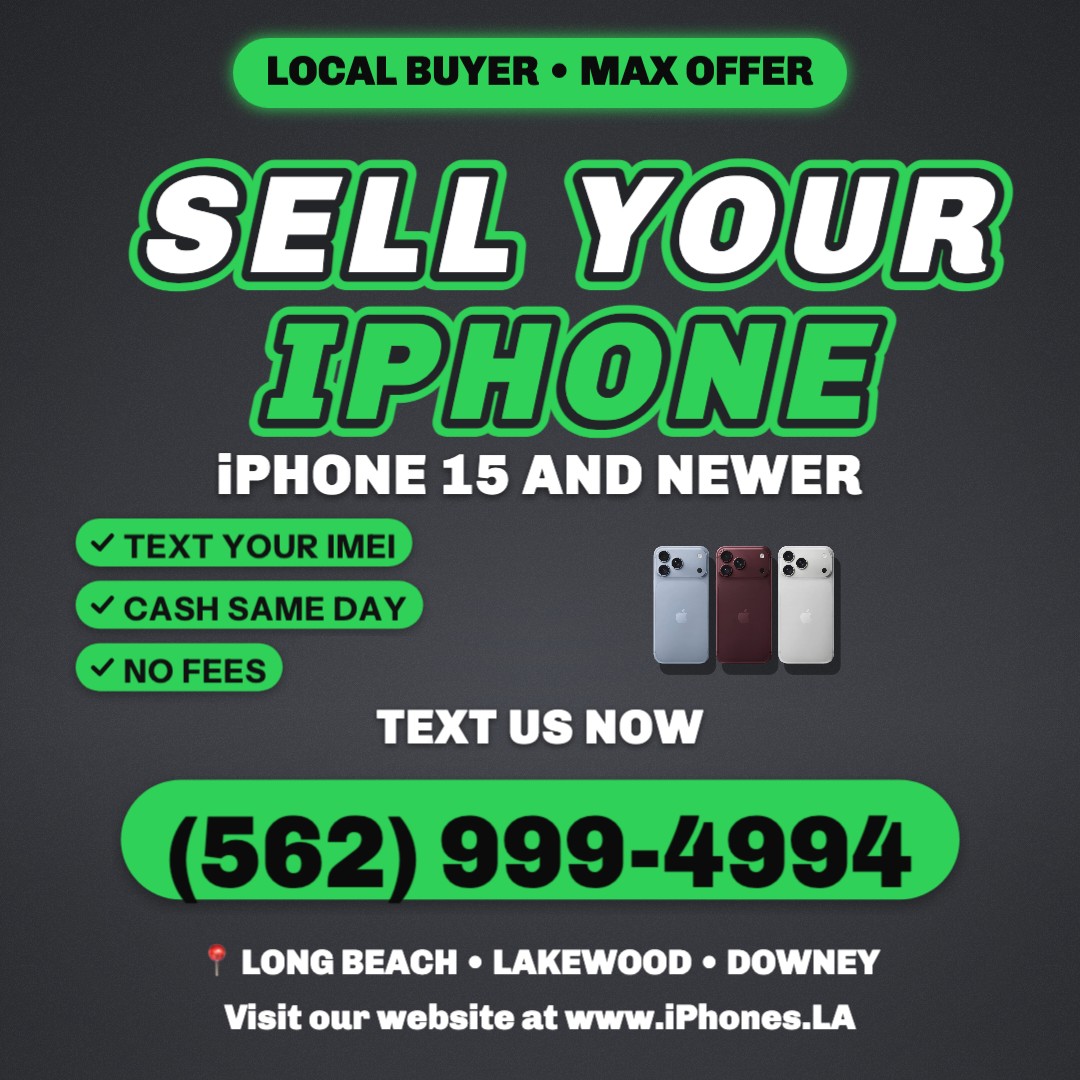 LOCAL BUYER • MAX OFFER
SELL YOUR
IPHONE
iPHONE 15 AND NEWER
✓ TEXT YOUR IMEI
✓ CASH SAME DAY
✓ NO FEES
TEXT US NOW
(562) 999-4994
📍 LONG BEACH • LAKEWOOD • DOWNEY
Visit our website at www.iPhones.LA